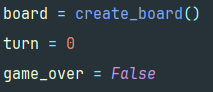 board = create_board()
turn = 0
game_over = False